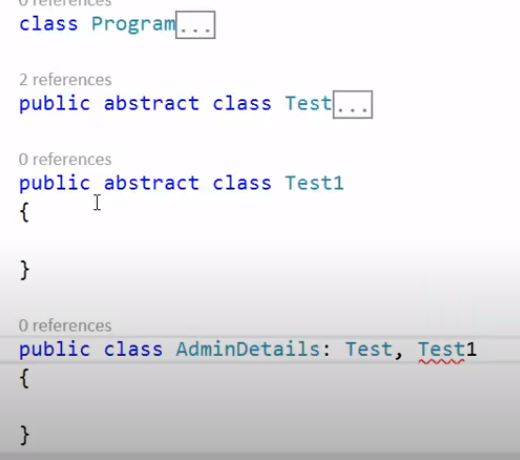 0 references
class Program...
2 references
public abstract class Test...
0 references
public abstract class Test1
{
}
0 references
public class AdminDetails: Test, Test1
{
}